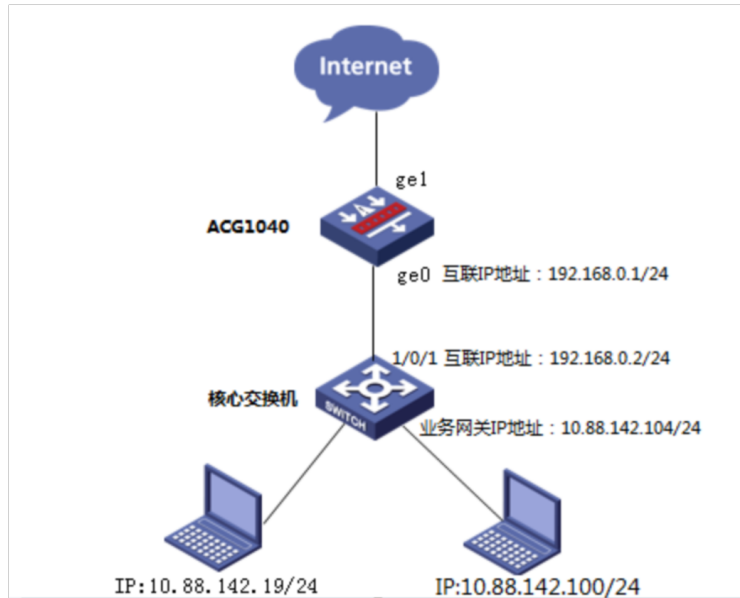 Internet
ge1
ACG1040
ge0 互联IP地址：192.168.0.1/24
1/0/1 互联IP地址：192.168.0.2/24
核心交换机
SWITCH
业务网关IP地址：10.88.142.104/24
IP:10.88.142.19/24
IP:10.88.142.100/24